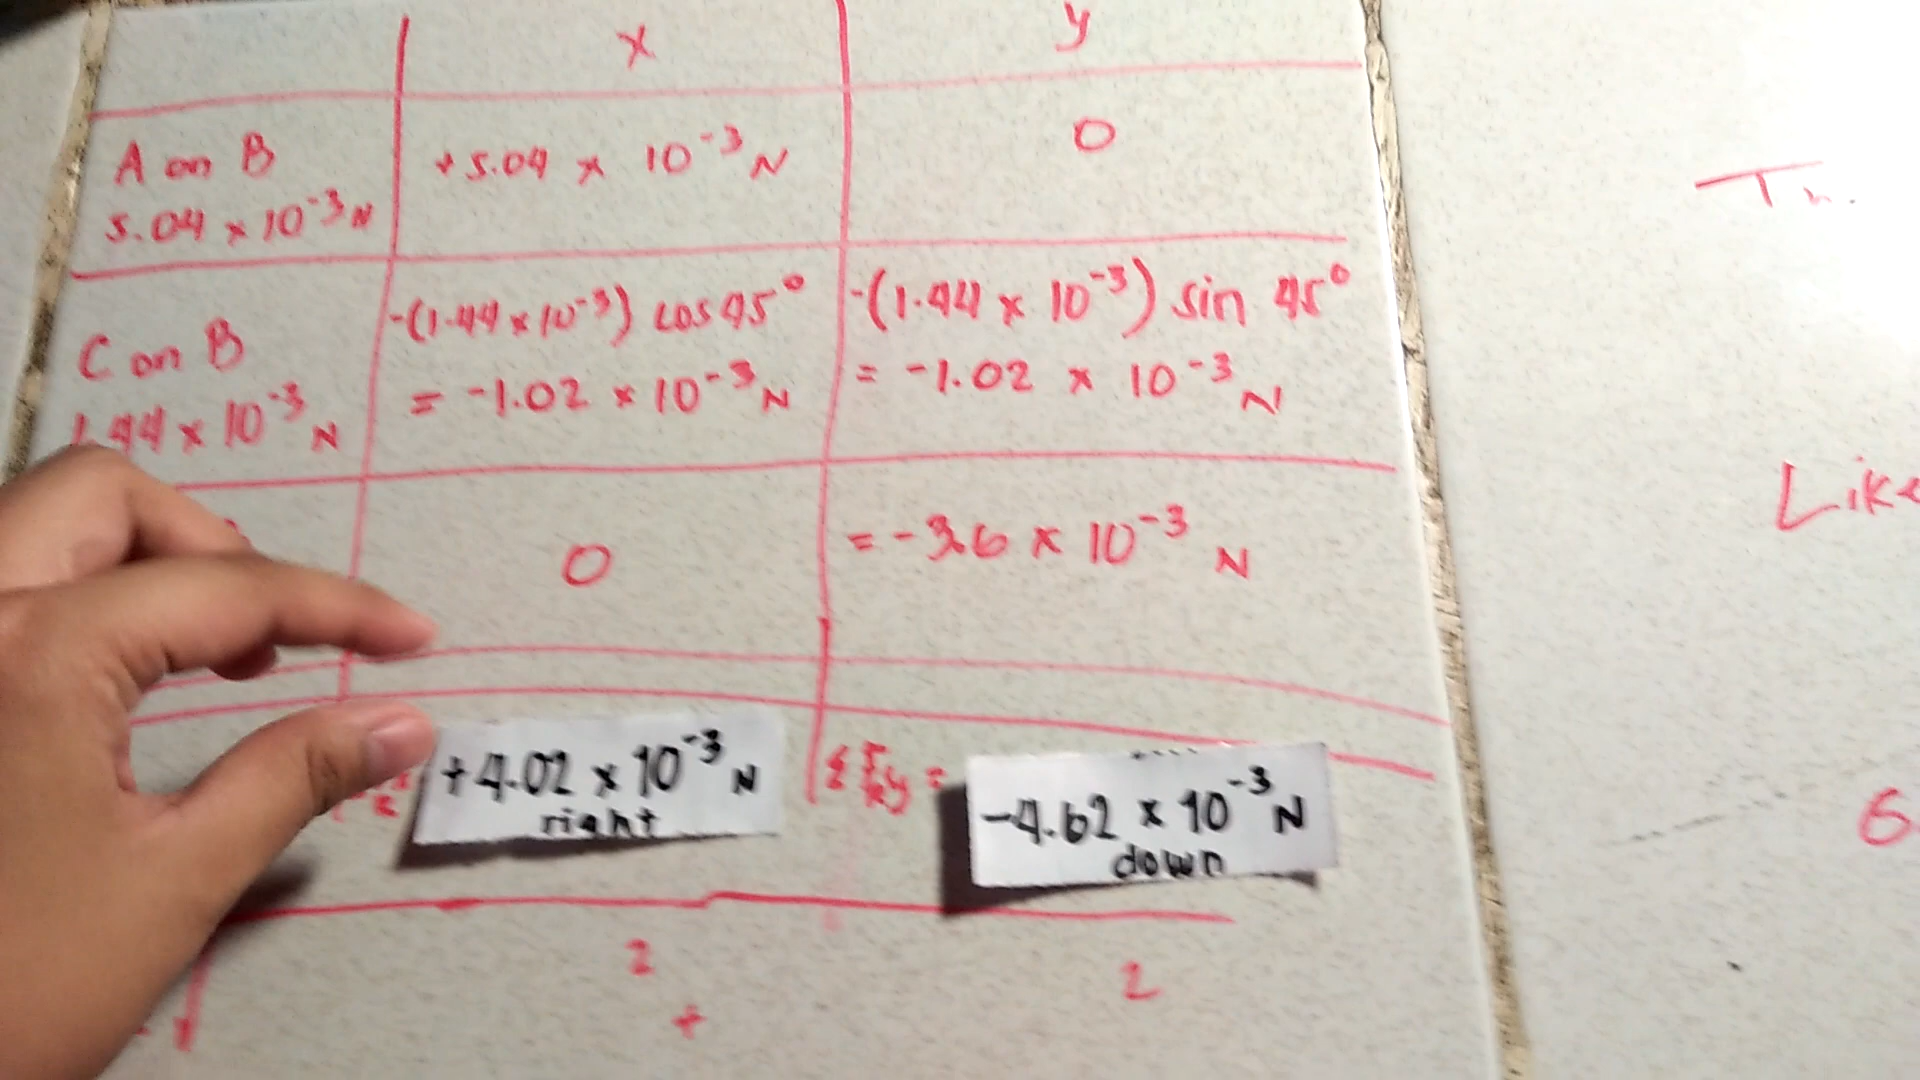 x y
A on B
5.04 x 10⁻³ N
+5.04 x 10⁻³ N
0
C on B
1.44 x 10⁻³ N
-(1.44 x 10⁻³) cos 45°
= -1.02 x 10⁻³ N
-(1.44 x 10⁻³) sin 45°
= -1.02 x 10⁻³ N
0
= -3.6 x 10⁻³ N
+4.02 x 10⁻³ N
right
-4.62 x 10⁻³ N
down
2
+
2
Like
6